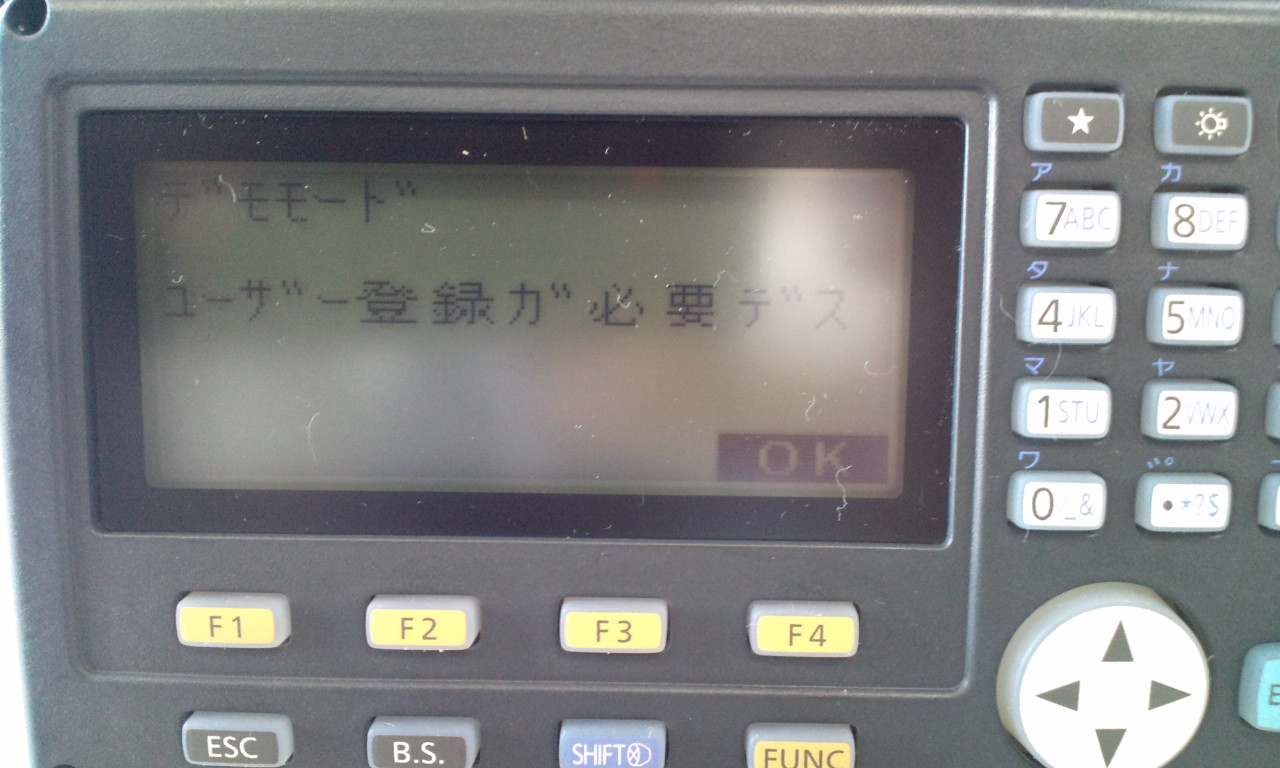 デモモード
ユーザー登録ガ必要デス
OK
★
ア カ
7ABC 8DEF
タ ナ
4JKL 5MNO
マ ヤ
1STU 2VWX
ワ ゛゜
0/_& •*?$
F1 F2 F3 F4
ESC B.S. SHIFT FUNC